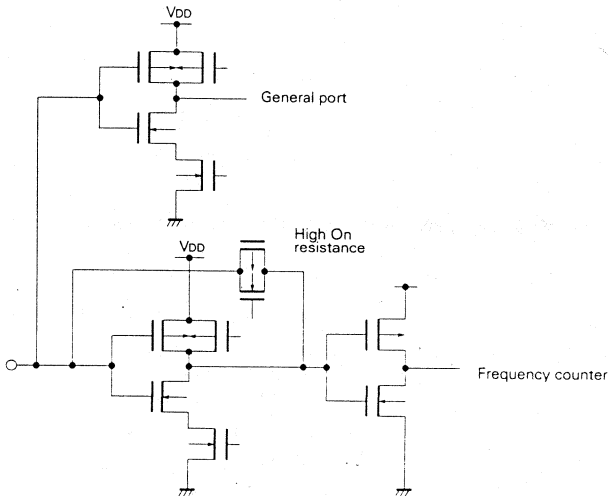 VDD
General port
High On
resistance
VDD
Frequency counter